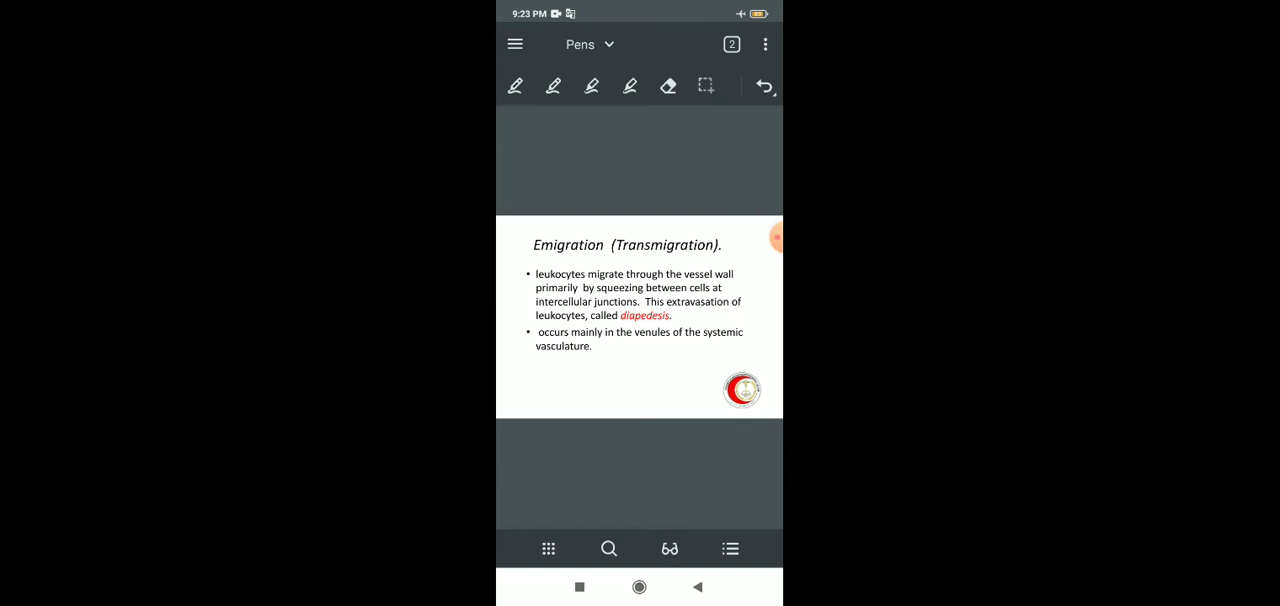 9:23 PM
Pens
2
Emigration (Transmigration).
• leukocytes migrate through the vessel wall
primarily by squeezing between cells at
intercellular junctions. This extravasation of
leukocytes, called diapedesis.
• occurs mainly in the venules of the systemic
vasculature.